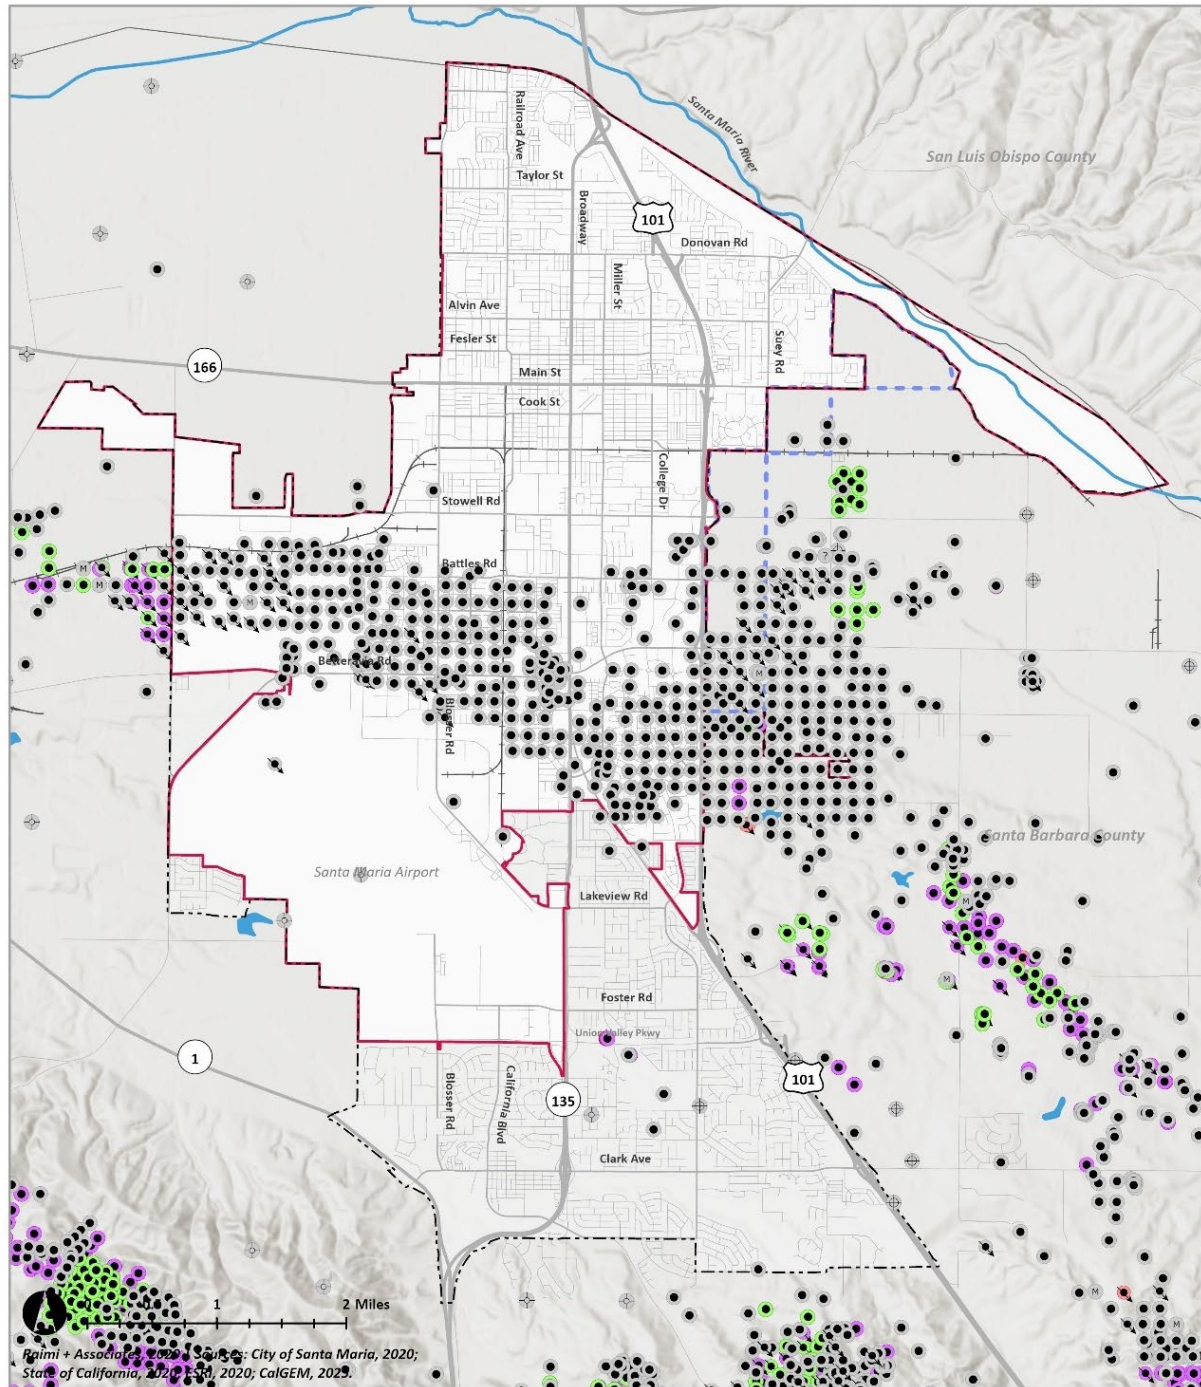 San Luis Obispo County
Santa Maria River
Railroad Ave
Taylor St
Broadway
101
Donovan Rd
Miller St
Alvin Ave
Fesler St
Suey Rd
166
Main St
Cook St
College Dr
Stowell Rd
Battles Rd
M
M
M
?
M
Betteravia Rd
Blosser Rd
Santa Barbara County
Santa Maria Airport
Lakeview Rd
M
M
Foster Rd
Union Valley Pkwy
1
101
Blosser Rd
California Blvd
135
Clark Ave
M
M
1
2 Miles
Raimi + Associates, 2020 | Sources: City of Santa Maria, 2020;
State of California, 2020; ESRI, 2020; CalGEM, 2023.